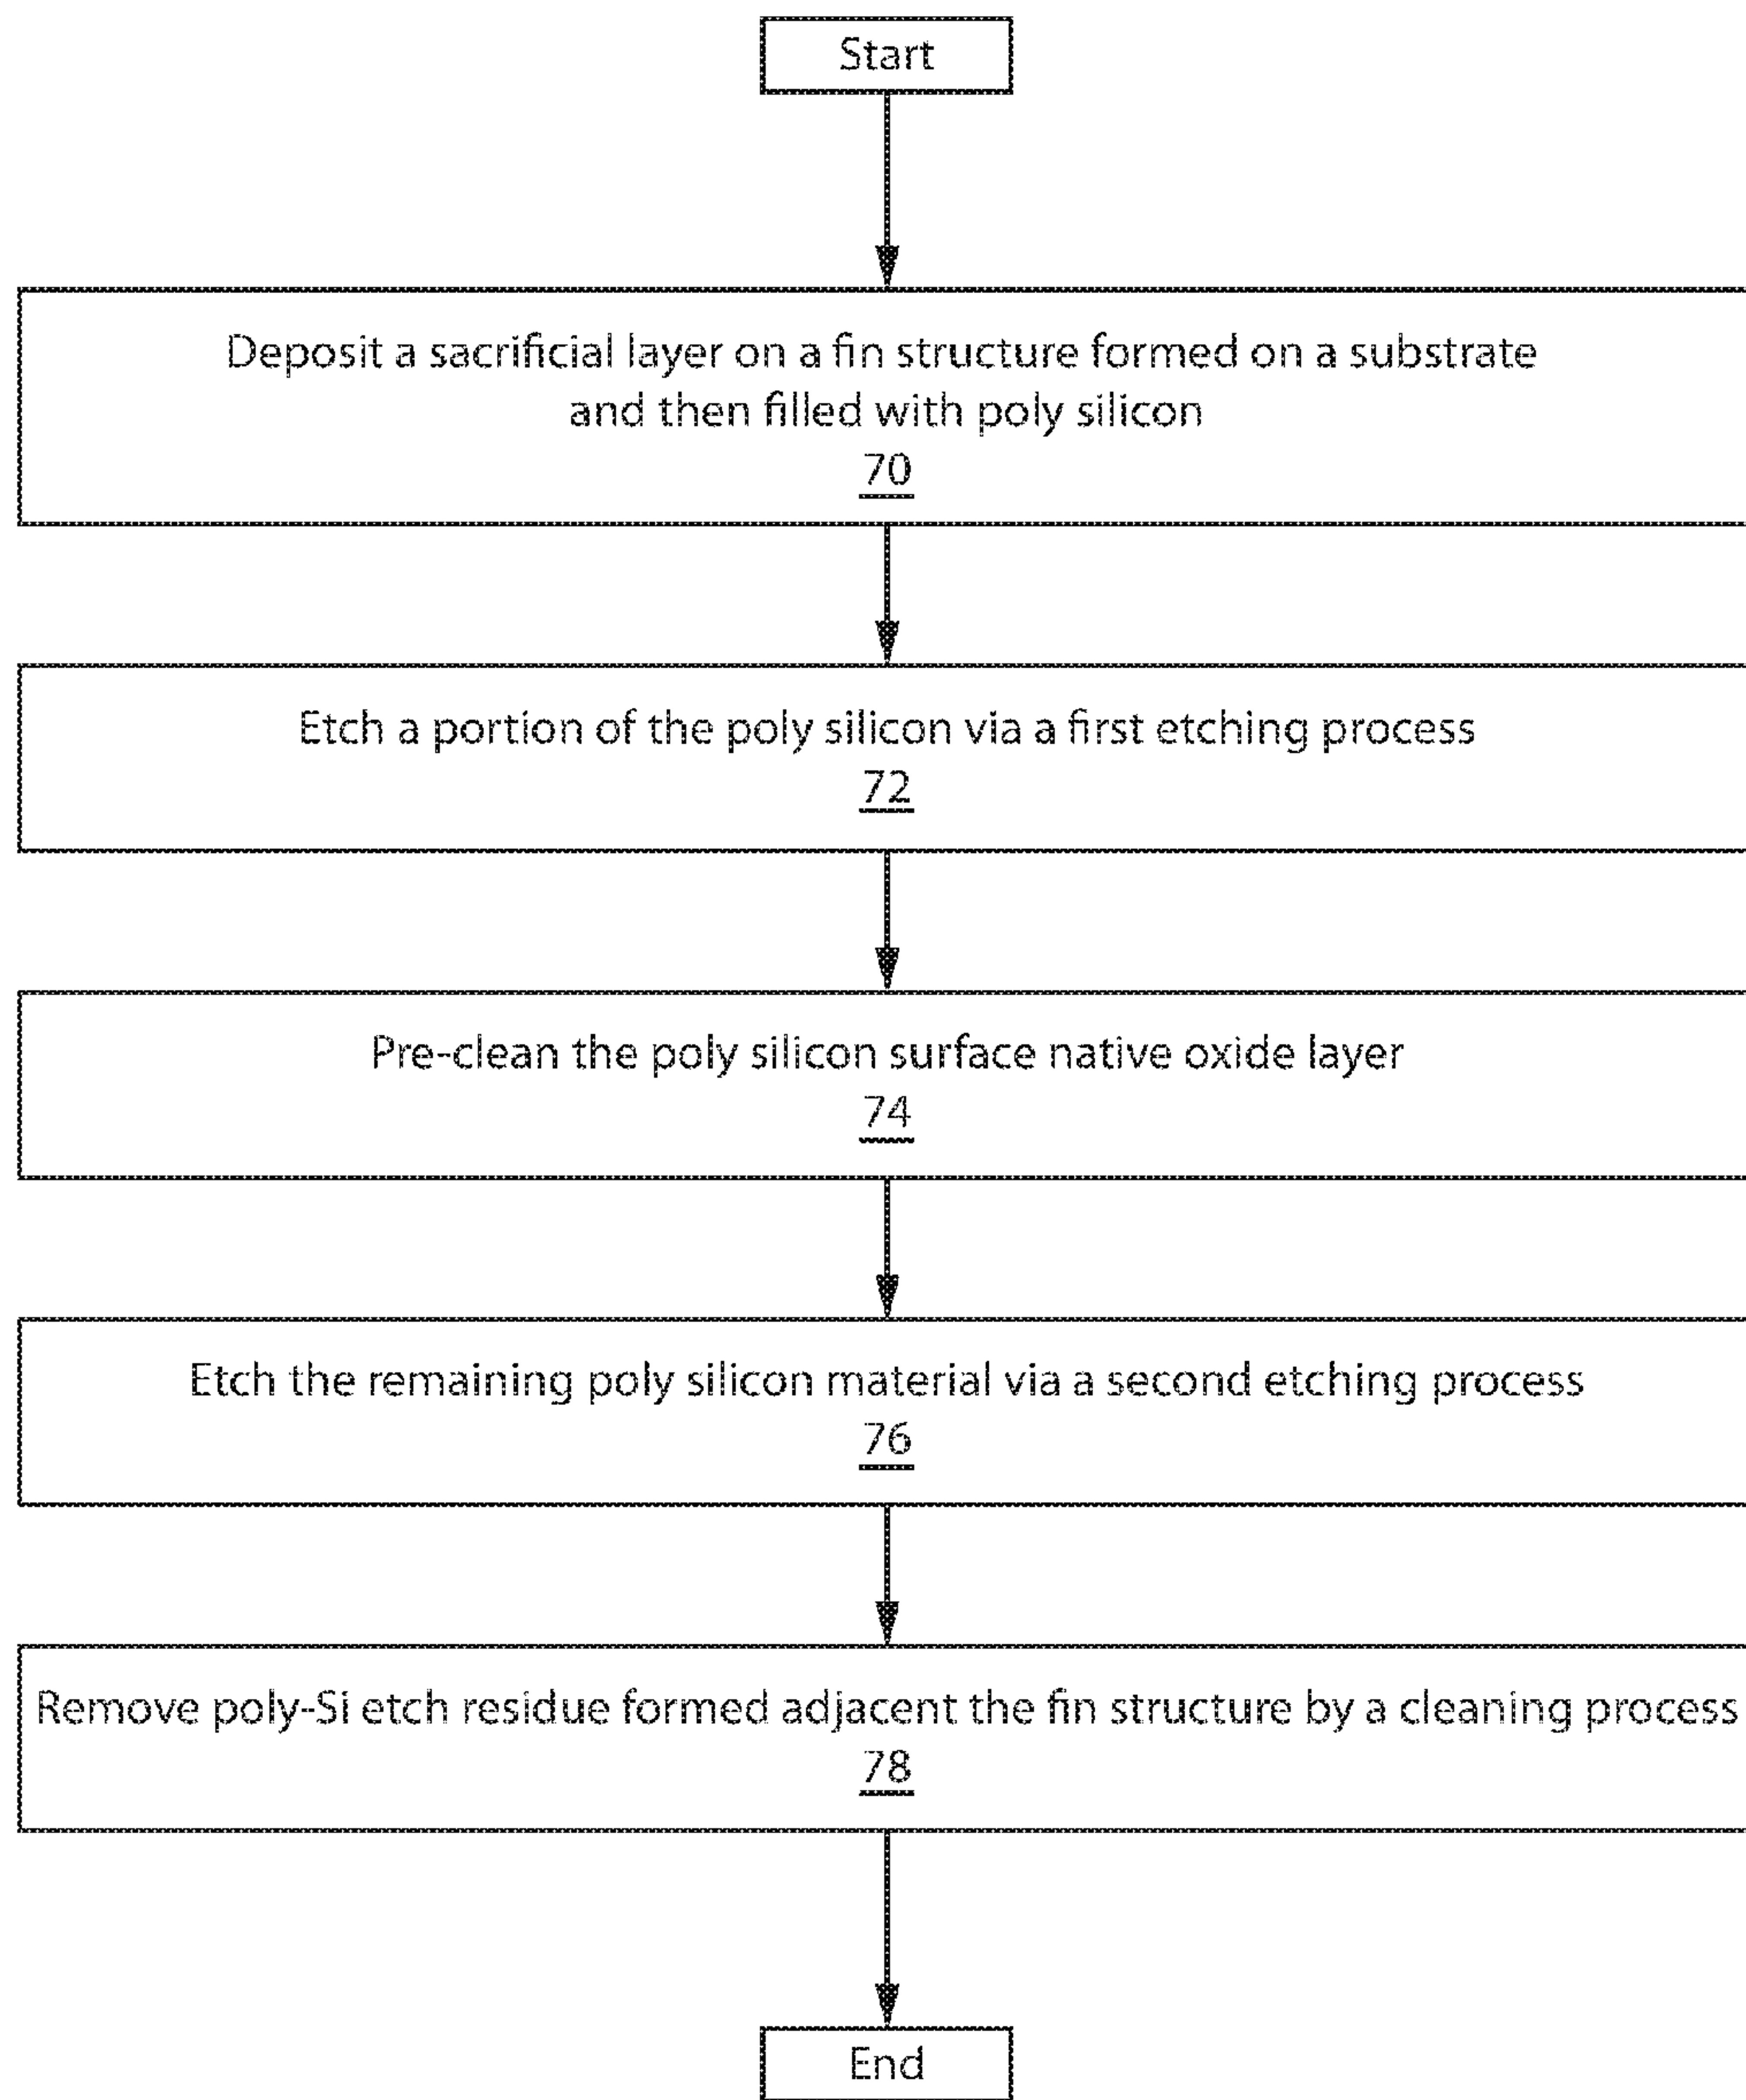 Start
Deposit a sacrificial layer on a fin structure formed on a substrate
and then filled with poly silicon
70
Etch a portion of the poly silicon via a first etching process
72
Pre-clean the poly silicon surface native oxide layer
74
Etch the remaining poly silicon material via a second etching process
76
Remove poly-Si etch residue formed adjacent the fin structure by a cleaning process
78
End